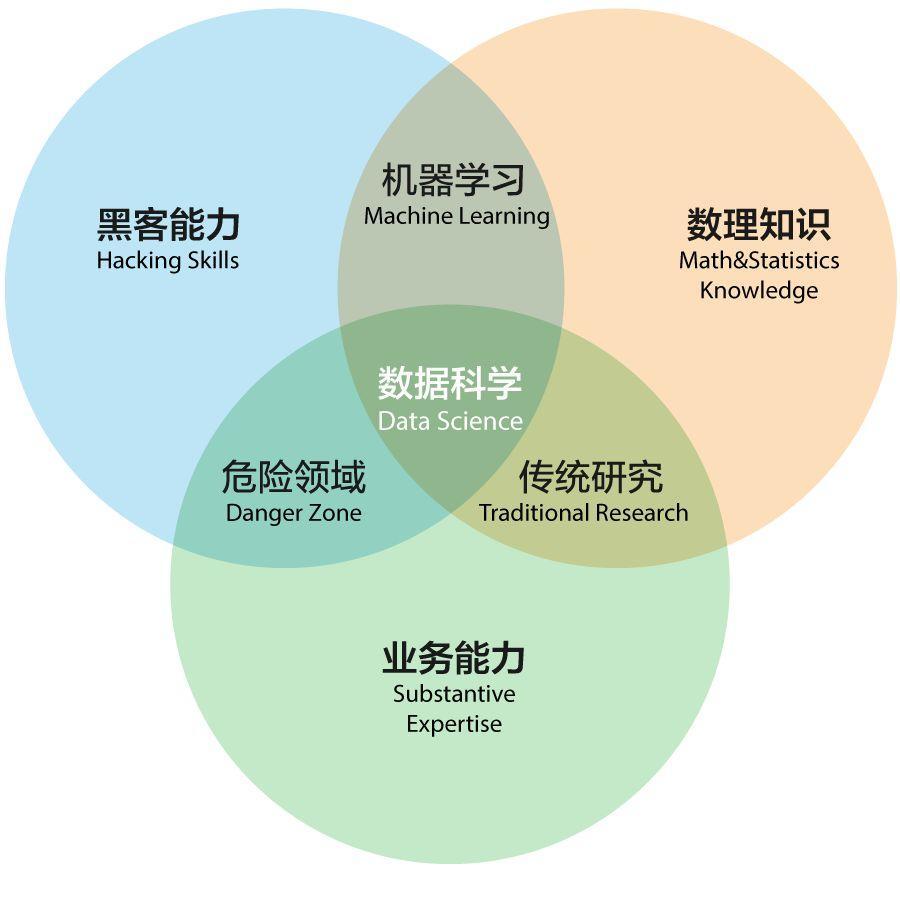 机器学习
Machine Learning
黑客能力
Hacking Skills
数理知识
Math&Statistics
Knowledge
数据科学
Data Science
危险领域
Danger Zone
传统研究
Traditional Research
业务能力
Substantive
Expertise